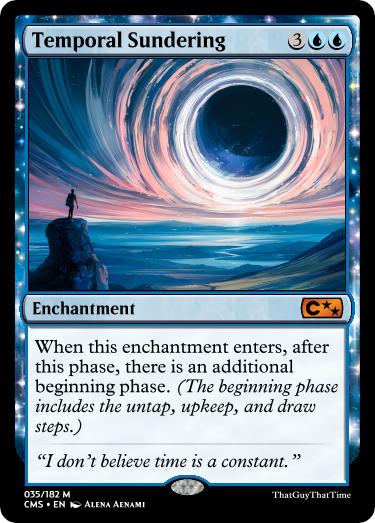 Temporal Sundering 3
Enchantment C
When this enchantment enters, after
this phase, there is an additional
beginning phase. (The beginning phase
includes the untap, upkeep, and draw
steps.)
“I don’t believe time is a constant.”
035/182 M
CMS • EN Alena Aenami ThatGuyThatTime